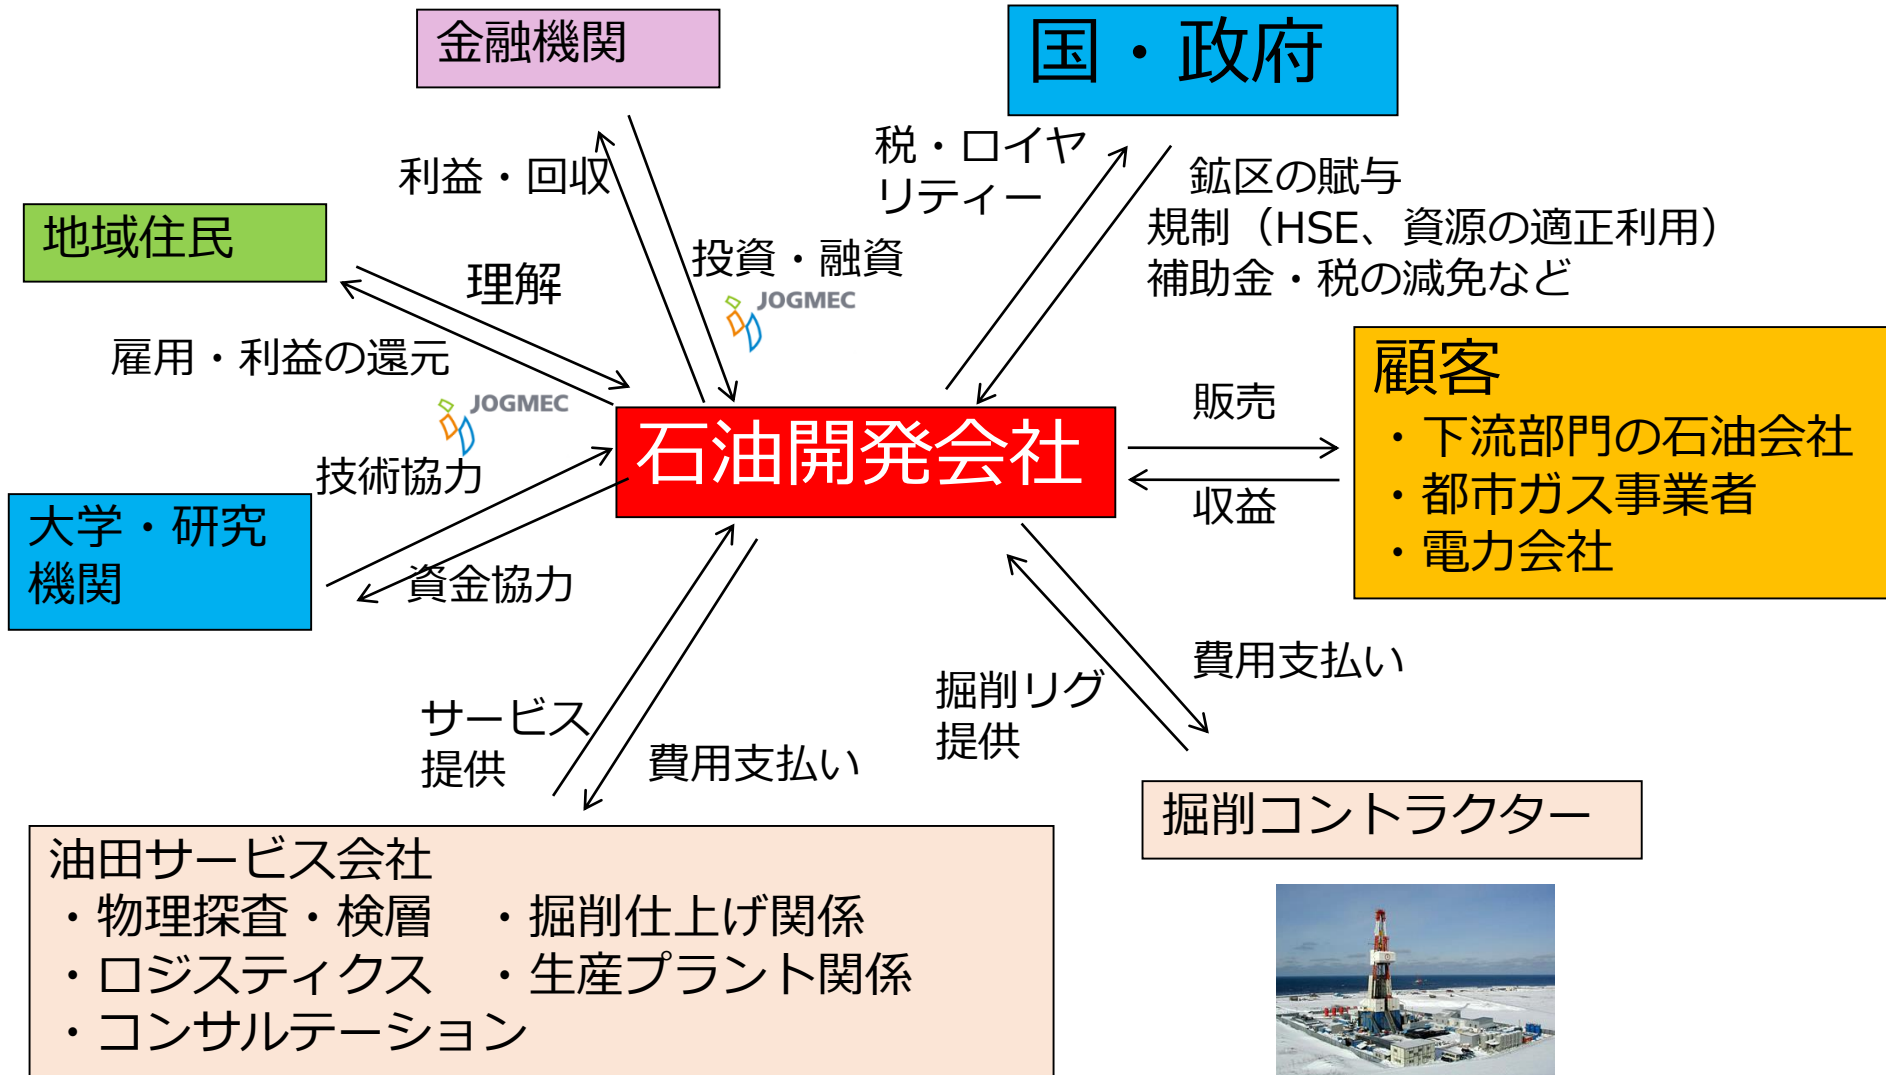 金融機関
国・政府
税・ロイヤ
リティー
利益・回収
鉱区の賦与
規制（HSE、資源の適正利用）
補助金・税の減免など
地域住民
理解
投資・融資
JOGMEC
雇用・利益の還元
JOGMEC
顧客
・下流部門の石油会社
・都市ガス事業者
・電力会社
販売
収益
石油開発会社
技術協力
大学・研究
機関
資金協力
サービス
提供
費用支払い
掘削リグ
提供
費用支払い
掘削コントラクター
油田サービス会社
・物理探査・検層　・掘削仕上げ関係
・ロジスティクス　・生産プラント関係
・コンサルテーション